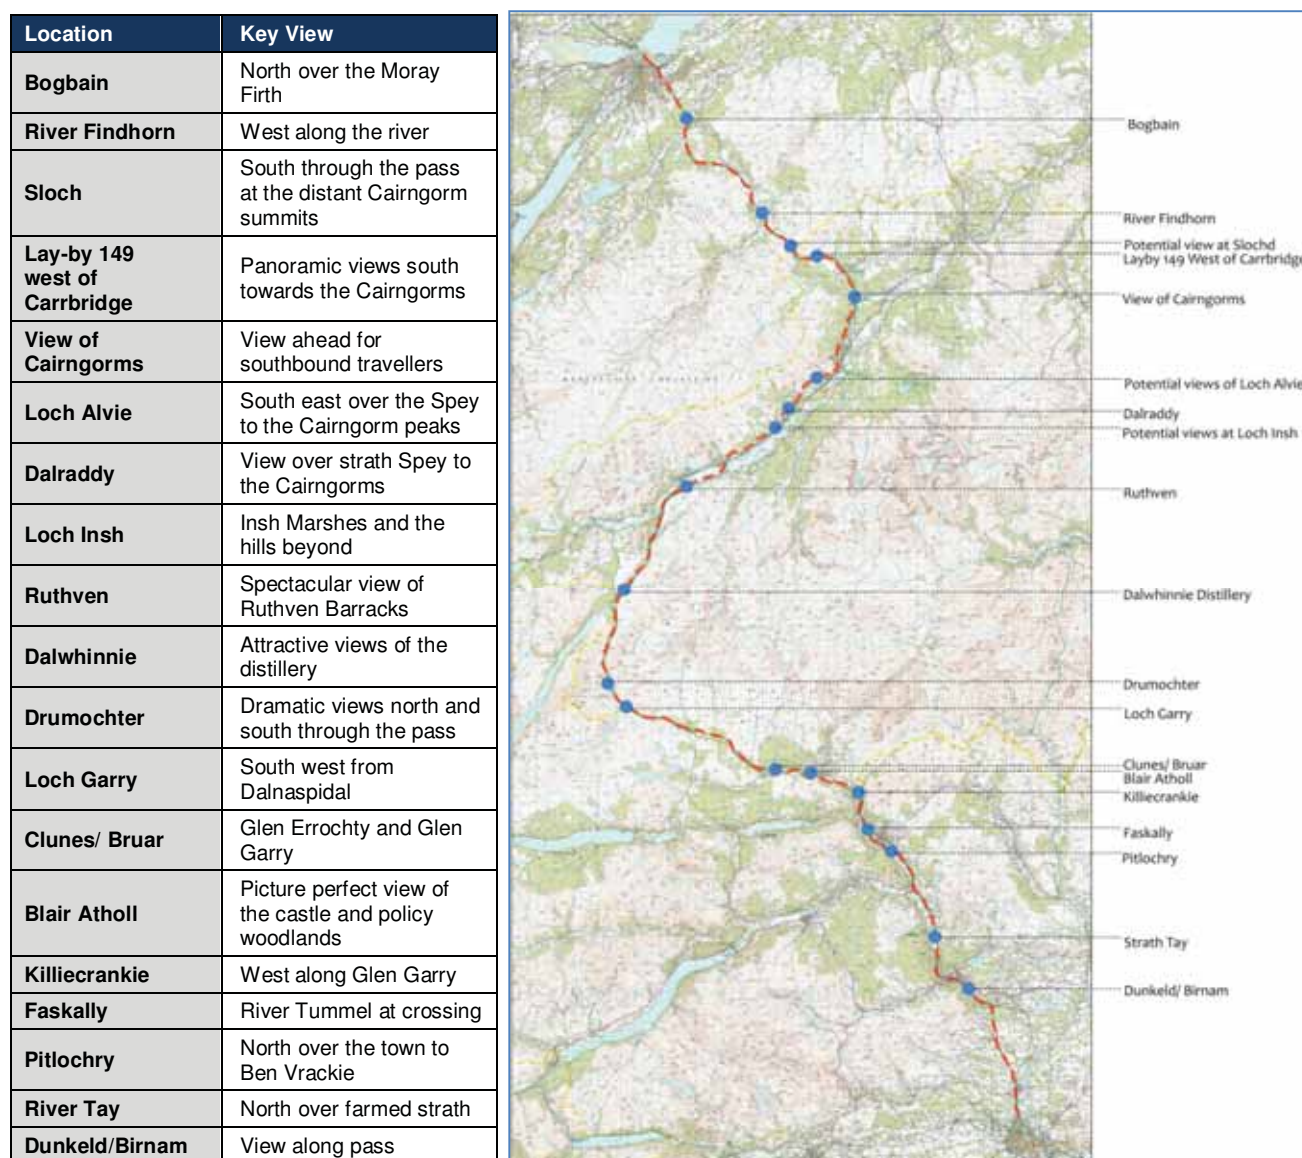 Location Key View
Bogbain North over the Moray
Firth
River Findhorn West along the river
Sloch South through the pass
at the distant Cairngorm
summits
Lay-by 149
west of
Carrbridge Panoramic views south
towards the Cairngorms
View of
Cairngorms View ahead for
southbound travellers
Loch Alvie South east over the Spey
to the Cairngorm peaks
Dalraddy View over strath Spey to
the Cairngorms
Loch Insh Insh Marshes and the
hills beyond
Ruthven Spectacular view of
Ruthven Barracks
Dalwhinnie Attractive views of the
distillery
Drumochter Dramatic views north and
south through the pass
Loch Garry South west from
Dalnaspidal
Clunes/ Bruar Glen Errochty and Glen
Garry
Blair Atholl Picture perfect view of
the castle and policy
woodlands
Killiecrankie West along Glen Garry
Faskally River Tummel at crossing
Pitlochry North over the town to
Ben Vrackie
River Tay North over farmed strath
Dunkeld/Birnam View along pass
Bogbain
River Findhorn
Potential view at Slochd
Layby 149 West of Carrbridge
View of Cairngorms
Potential views of Loch Alvie
Dalraddy
Potential views at Loch Insh
Ruthven
Dalwhinnie Distillery
Drumochter
Loch Garry
Clunes/ Bruar
Blair Atholl
Killiecrankie
Faskally
Pitlochry
Strath Tay
Dunkeld/ Birnam